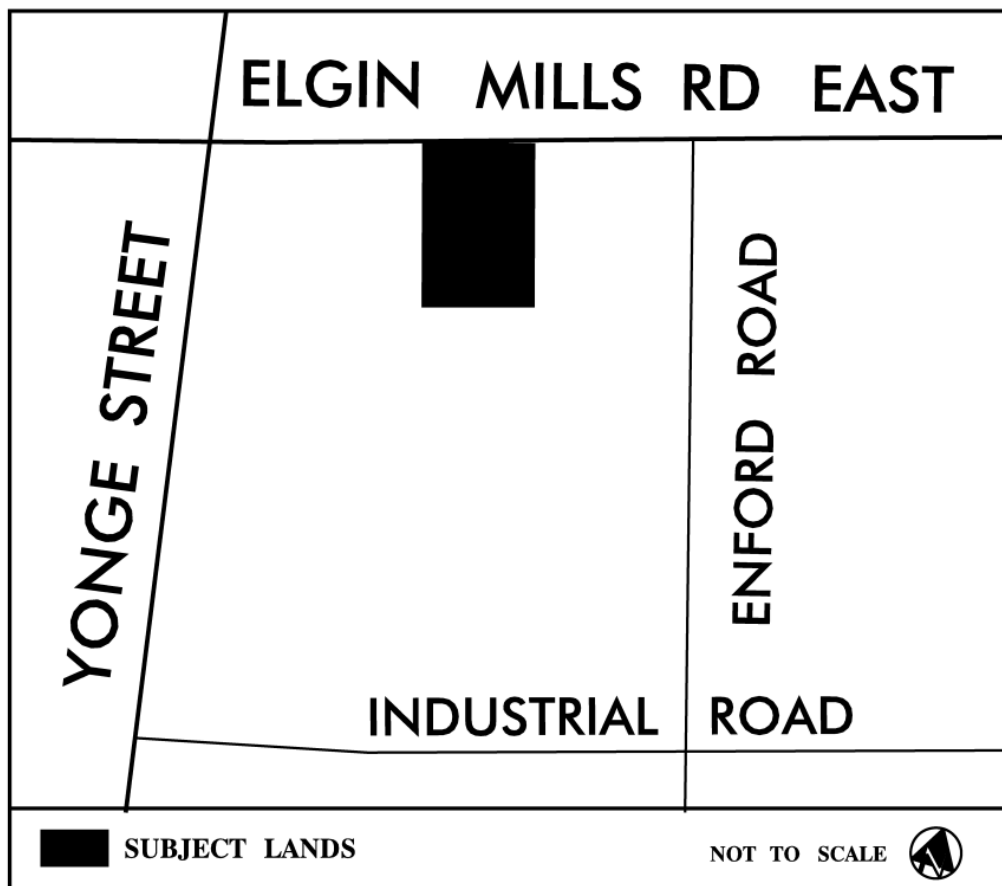 ELGIN MILLS RD EAST
YONGE STREET
ENFORD ROAD
INDUSTRIAL ROAD
SUBJECT LANDS
NOT TO SCALE